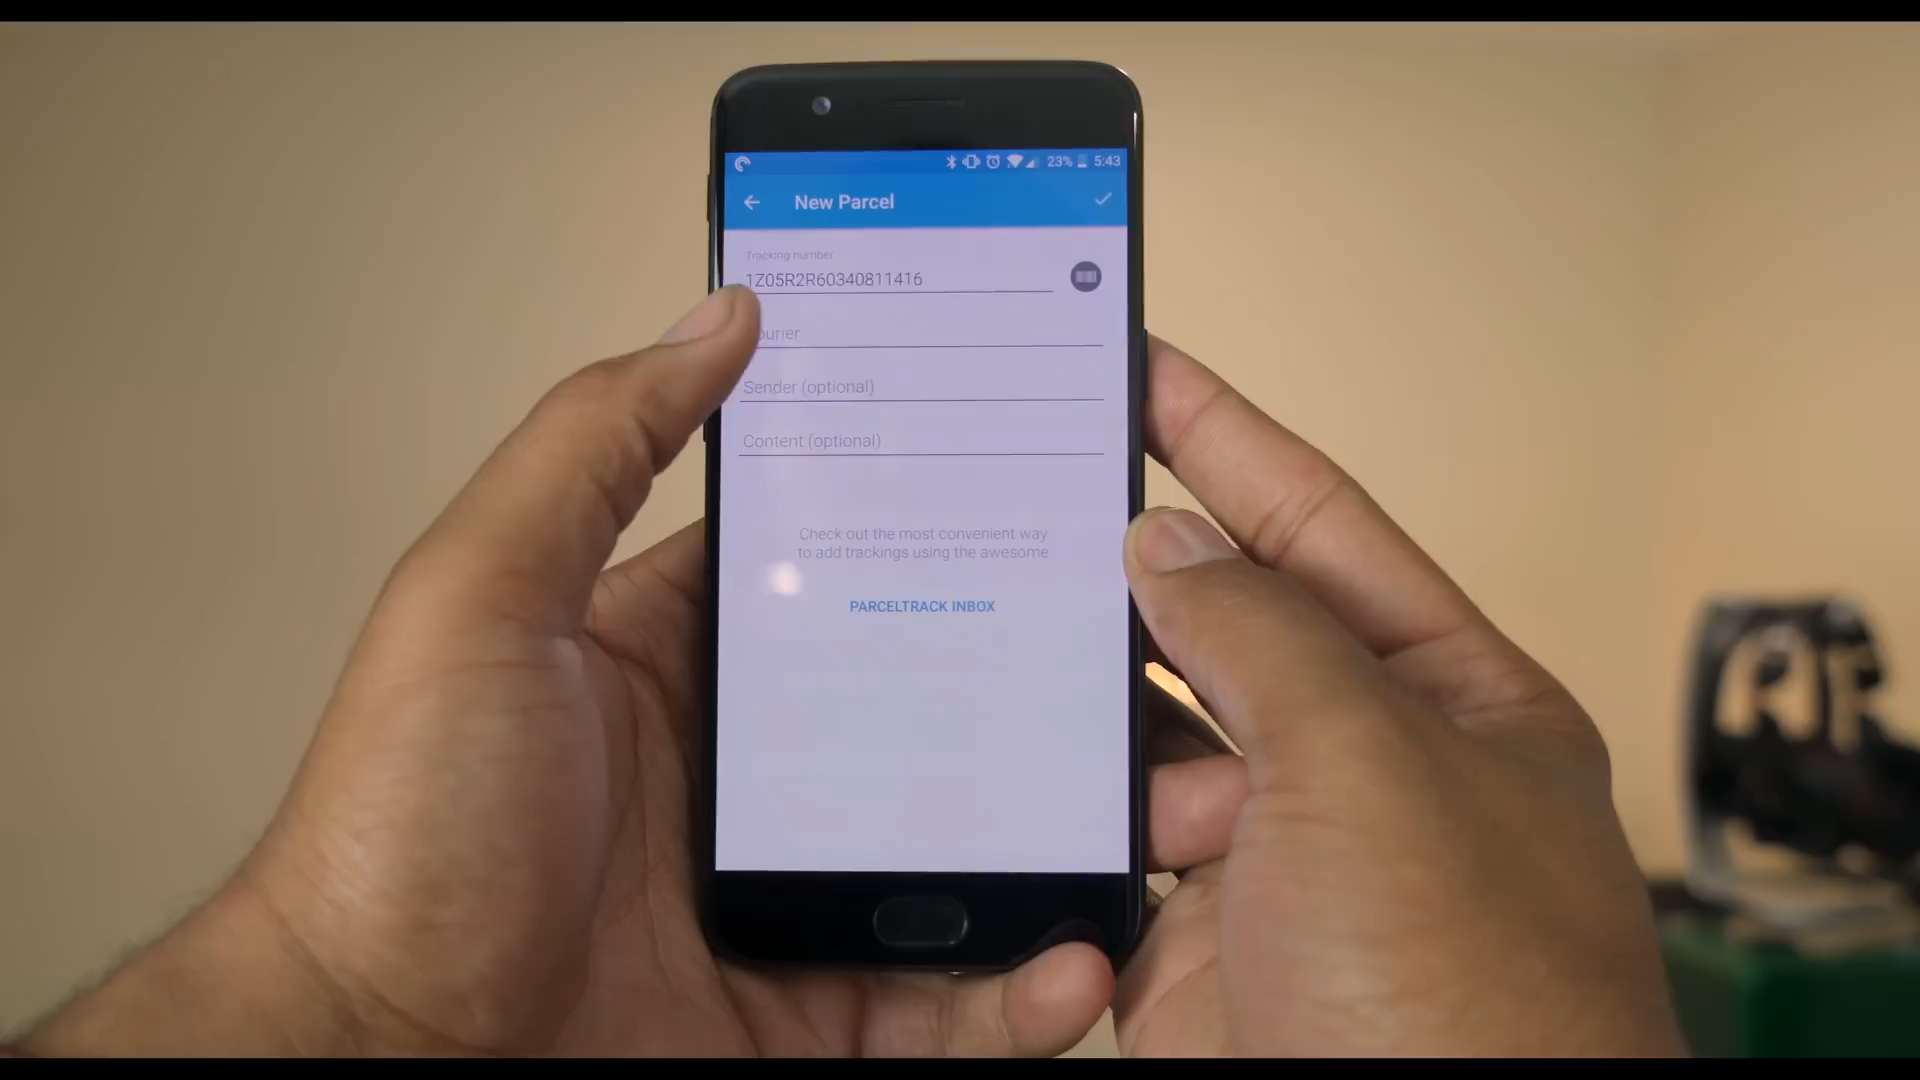 23% 5:43
New Parcel
Tracking number
1Z05R2R60340811416
ourier
Sender (optional)
Content (optional)
Check out the most convenient way
to add trackings using the awesome
PARCELTRACK INBOX